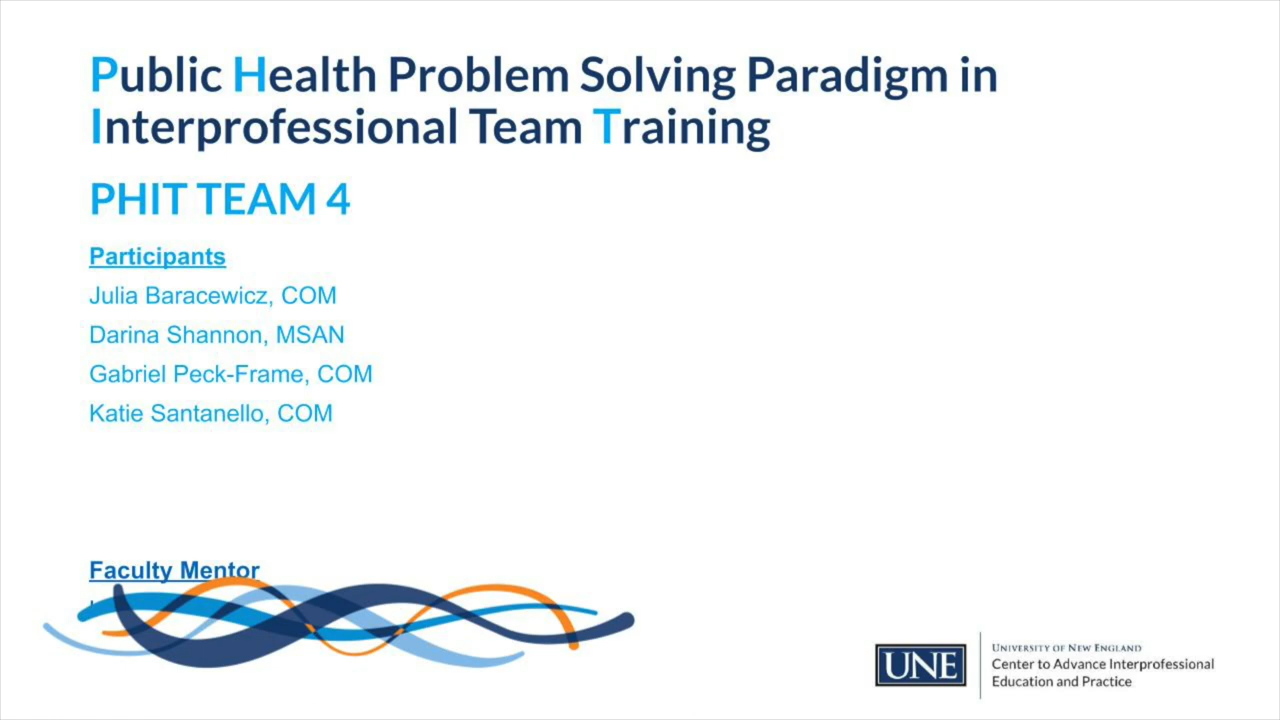 Public Health Problem Solving Paradigm in
Interprofessional Team Training
PHIT TEAM 4
Participants
Julia Baracewicz, COM
Darina Shannon, MSAN
Gabriel Peck-Frame, COM
Katie Santanello, COM
Faculty Mentor
UNE
UNIVERSITY OF NEW ENGLAND
Center to Advance Interprofessional
Education and Practice